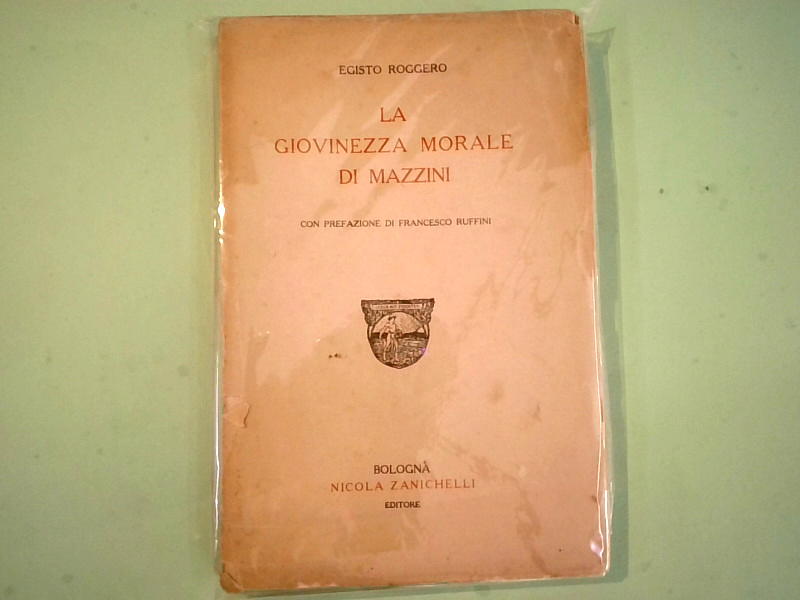 EGISTO ROGGERO
LA
GIOVINEZZA MORALE
DI MAZZINI
CON PREFAZIONE DI FRANCESCO RUFFINI
BOLOGNA
NICOLA ZANICHELLI
EDITORE